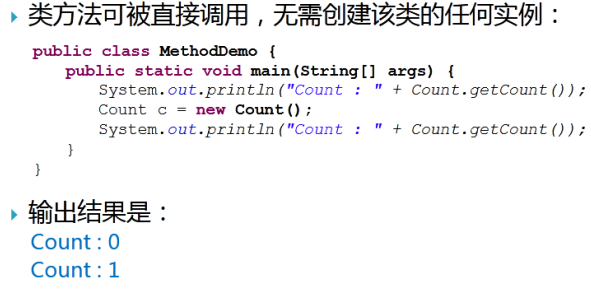 类方法可被直接调用，无需创建该类的任何实例：
public class MethodDemo {
public static void main(String[] args) {
System.out.println("Count : " + Count.getCount());
Count c = new Count();
System.out.println("Count : " + Count.getCount());
}
}
输出结果是：
Count : 0
Count : 1